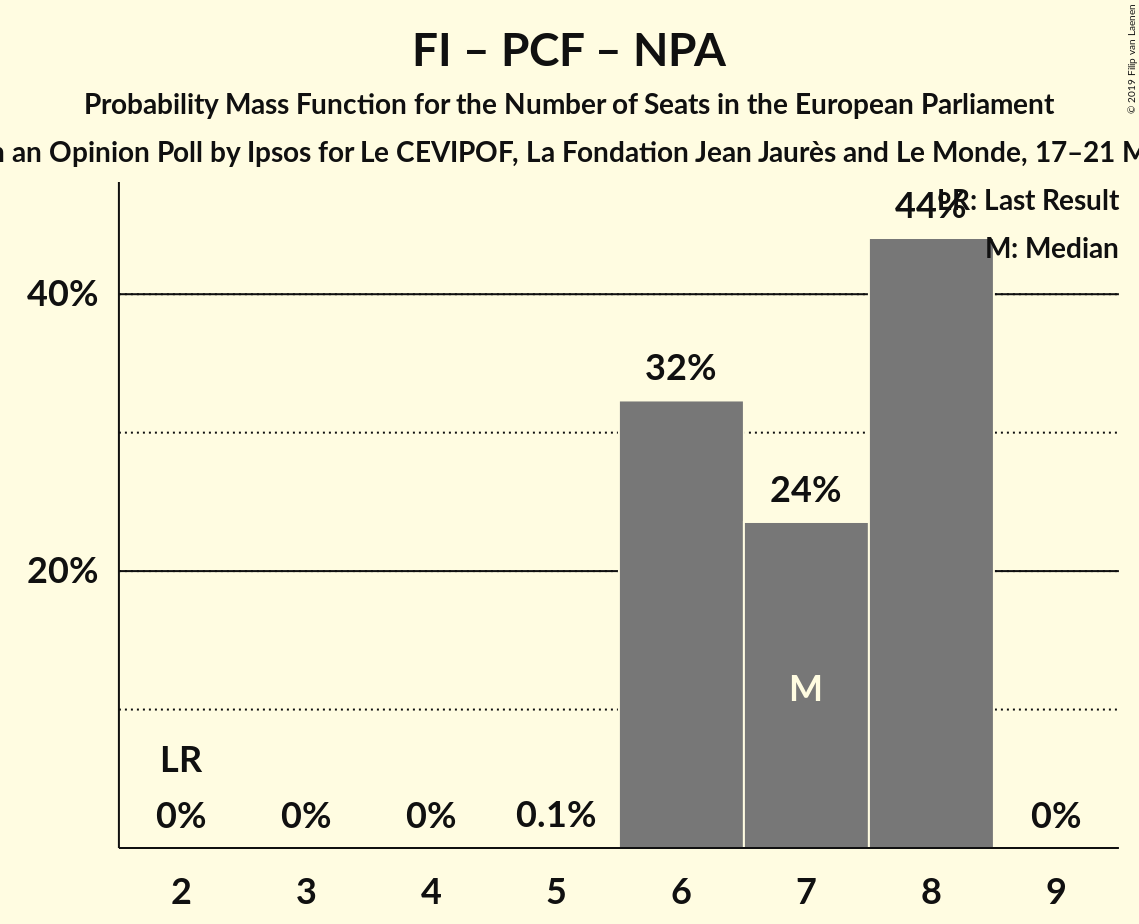 FI – PCF – NPA
Probability Mass Function for the Number of Seats in the European Parliament
an Opinion Poll by Ipsos for Le CEVIPOF, La Fondation Jean Jaurès and Le Monde, 17–21
© 2019 Filip van Laenen
LR: Last Result
M: Median
44%
40%
32%
24%
20%
M
LR
0% 0% 0% 0.1% 0%
2 3 4 5 6 7 8 9